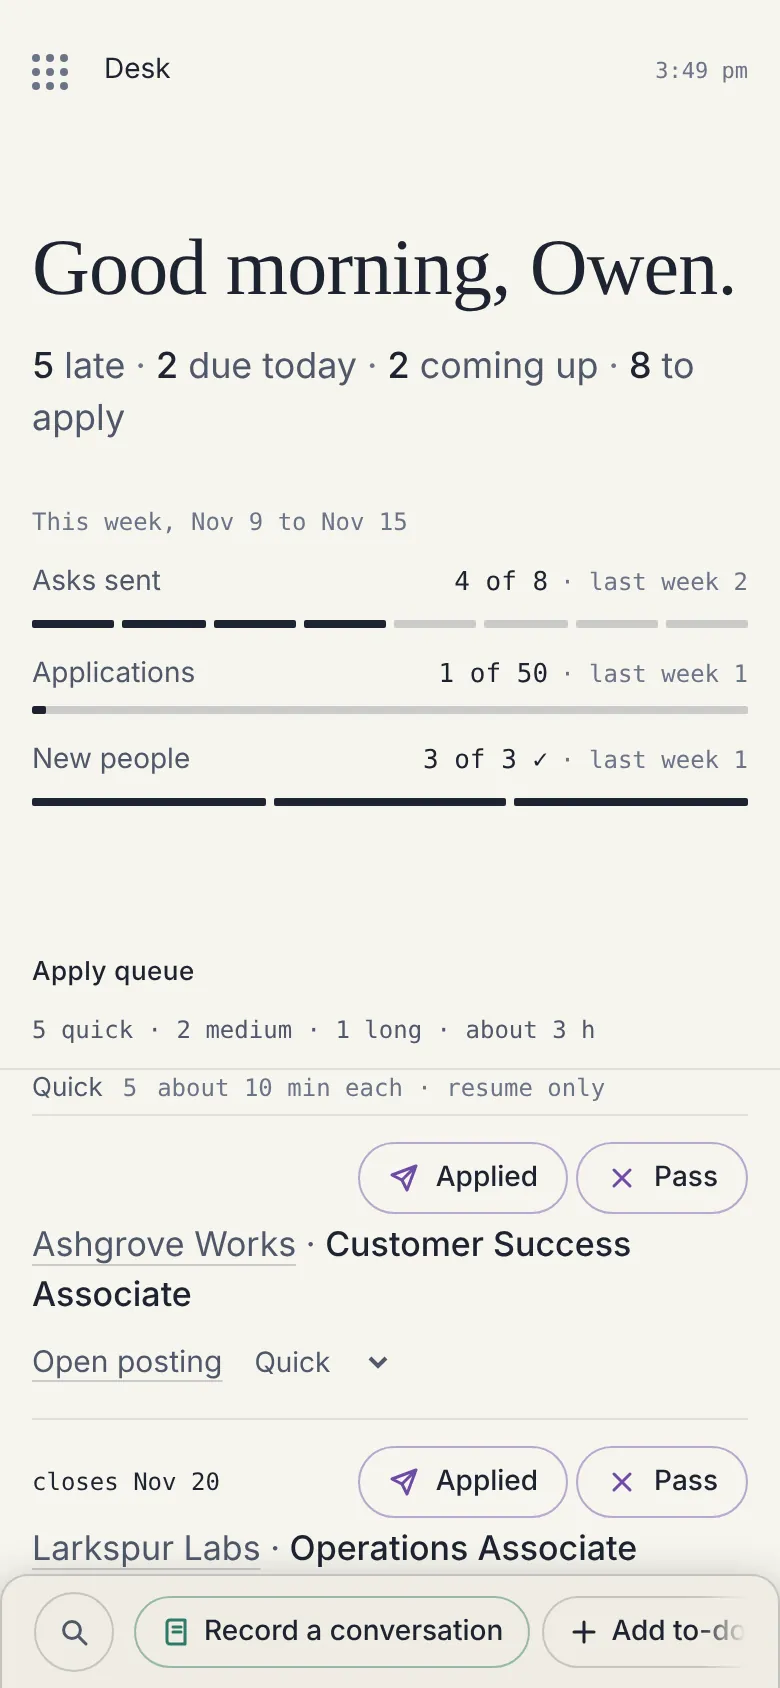 Desk
3:49 pm
Good morning, Owen.
5 late · 2 due today · 2 coming up · 8 to
apply
This week, Nov 9 to Nov 15
Asks sent 4 of 8 · last week 2
Applications 1 of 50 · last week 1
New people 3 of 3 ✓ · last week 1
Apply queue
5 quick · 2 medium · 1 long · about 3 h
Quick 5 about 10 min each · resume only
Applied Pass
Ashgrove Works · Customer Success
Associate
Open posting Quick
closes Nov 20 Applied Pass
Larkspur Labs · Operations Associate
Record a conversation + Add to-do